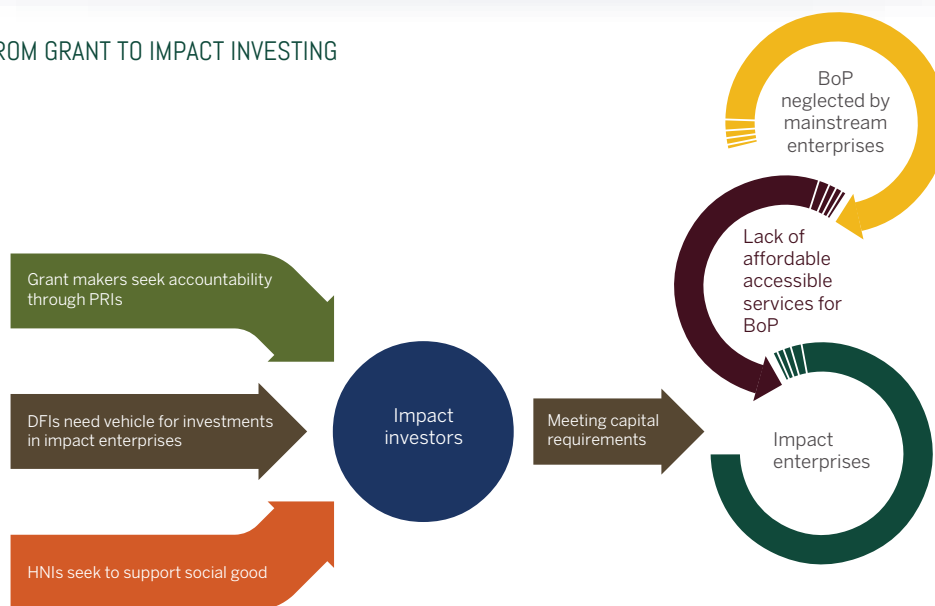 ROM GRANT TO IMPACT INVESTING
BoP
neglected by
mainstream
enterprises
Lack of
affordable
accessible
services for
BoP
Grant makers seek accountability
through PRIs
DFIs need vehicle for investments
in impact enterprises
HNIs seek to support social good
Impact
investors
Meeting capital
requirements
Impact
enterprises